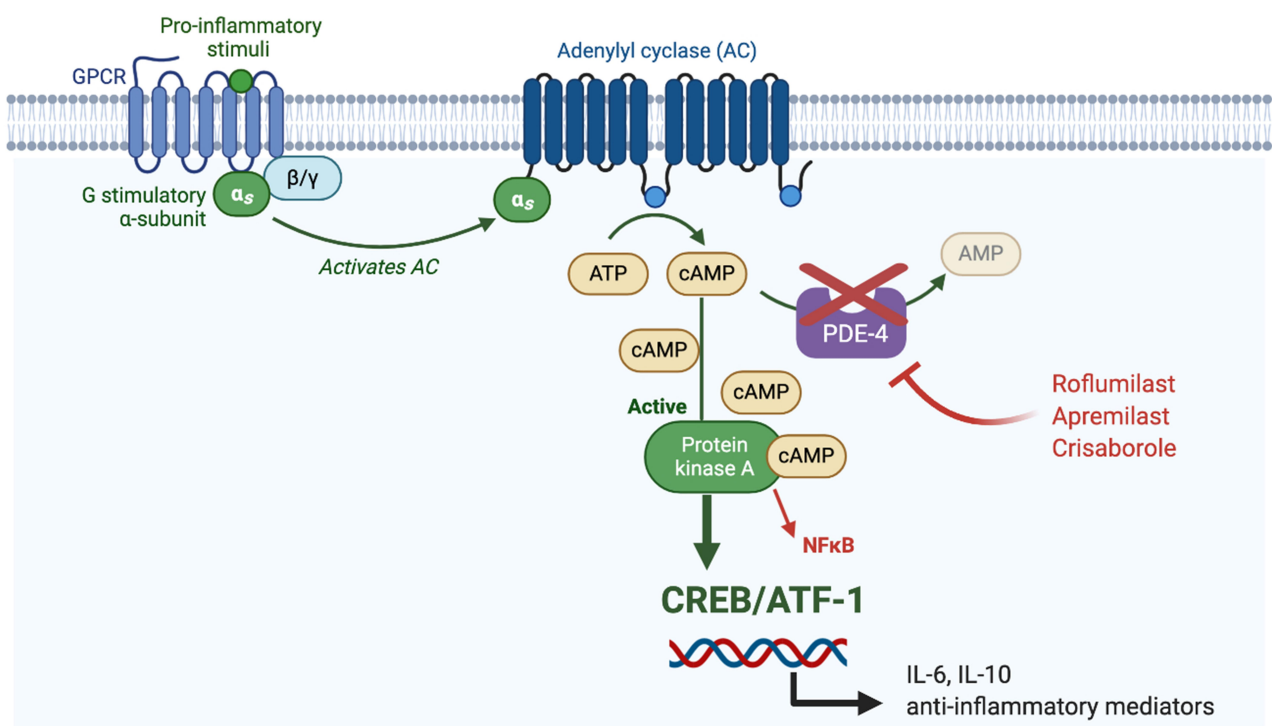 Pro-inflammatory
stimuli
GPCR
Adenylyl cyclase (AC)
G stimulatory
α-subunit
αs
β/γ
Activates AC
αs
ATP
cAMP
AMP
PDE-4
cAMP
cAMP
Active
Protein
kinase A
cAMP
Roflumilast
Apremilast
Crisaborole
NFκB
CREB/ATF-1
IL-6, IL-10
anti-inflammatory mediators